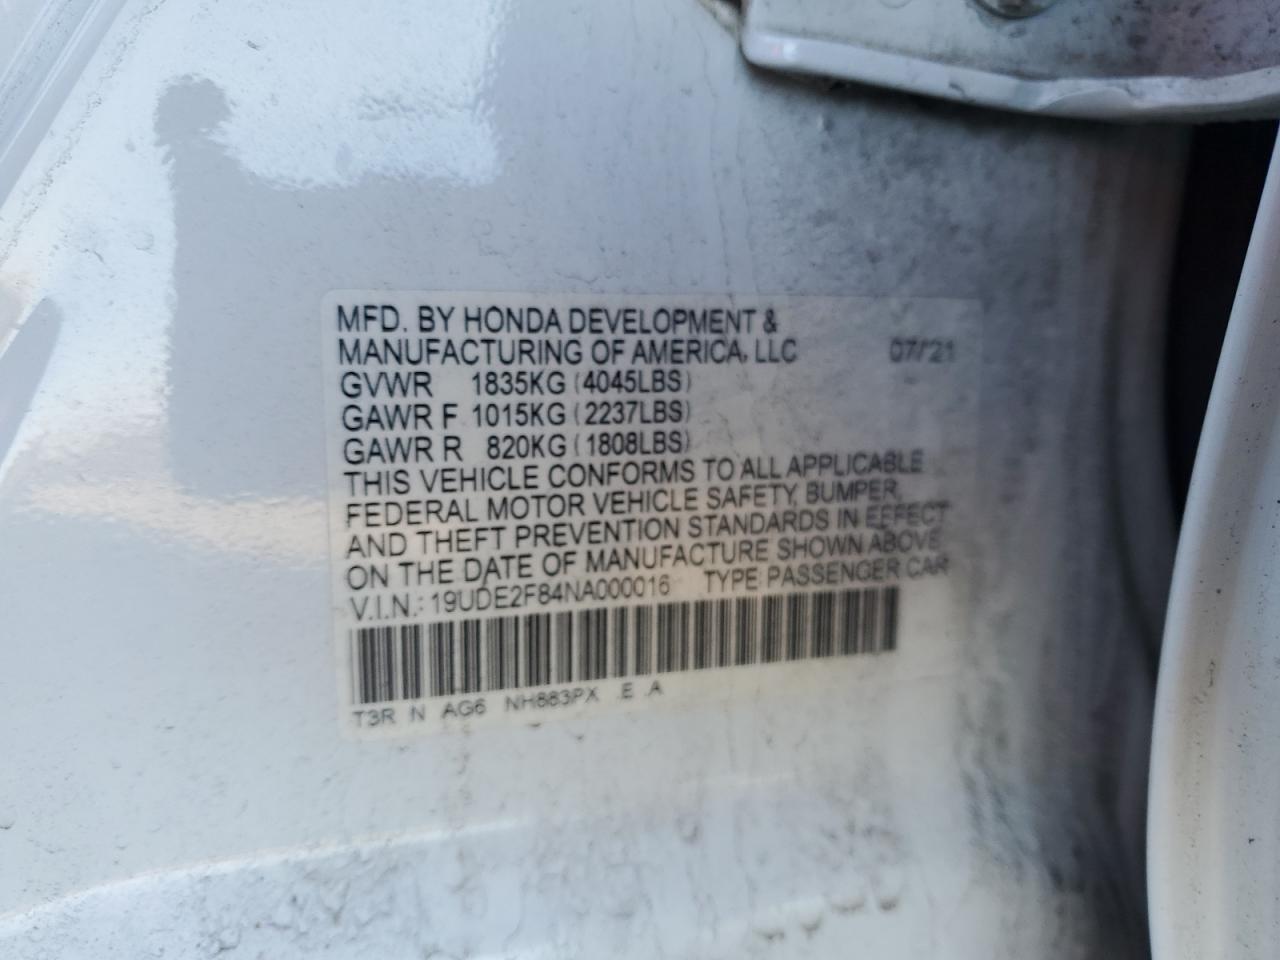 MFD. BY HONDA DEVELOPMENT &
MANUFACTURING OF AMERICA, LLC 07/'21
GVWR 1835KG (4045LBS)
GAWR F 1015KG (2237LBS)
GAWR R 820KG (1808LBS)
THIS VEHICLE CONFORMS TO ALL APPLICABLE
FEDERAL MOTOR VEHICLE SAFETY, BUMPER,
AND THEFT PREVENTION STANDARDS IN EFFECT
ON THE DATE OF MANUFACTURE SHOWN ABOVE
V.I.N.: 19UDE2F84NA000016 TYPE: PASSENGER CAR
T3R N AG6 NH883PX E A